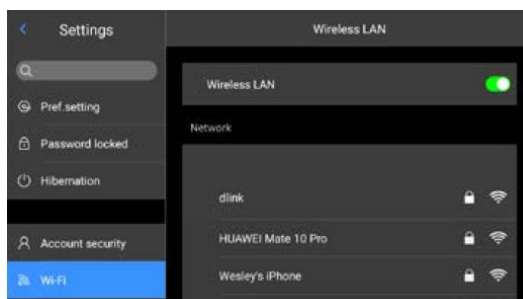 Settings
Pref.setting
Password locked
Hibernation
Account security
Wi-Fi
Wireless LAN
Wireless LAN
Network
dlink
HUAWEI Mate 10 Pro
Wesley's iPhone